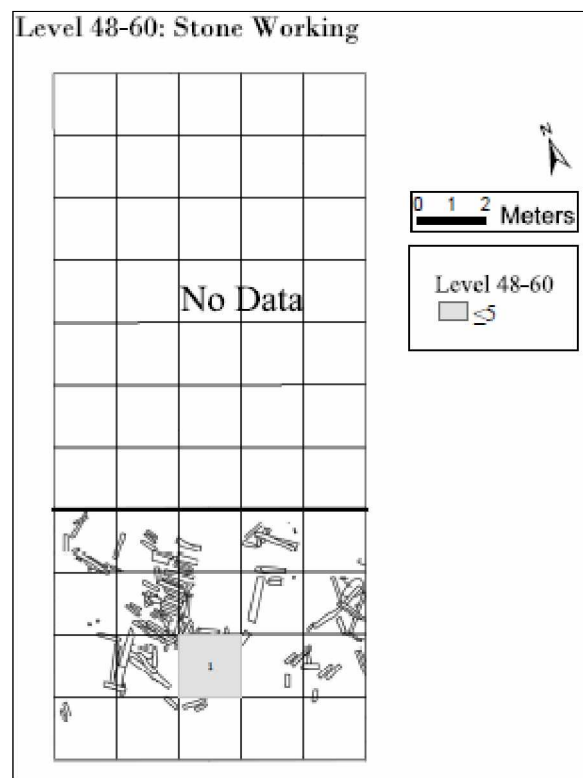 Level 48-60: Stone Working
N
0 1 2
Meters
Level 48-60
≤5
No Data
1